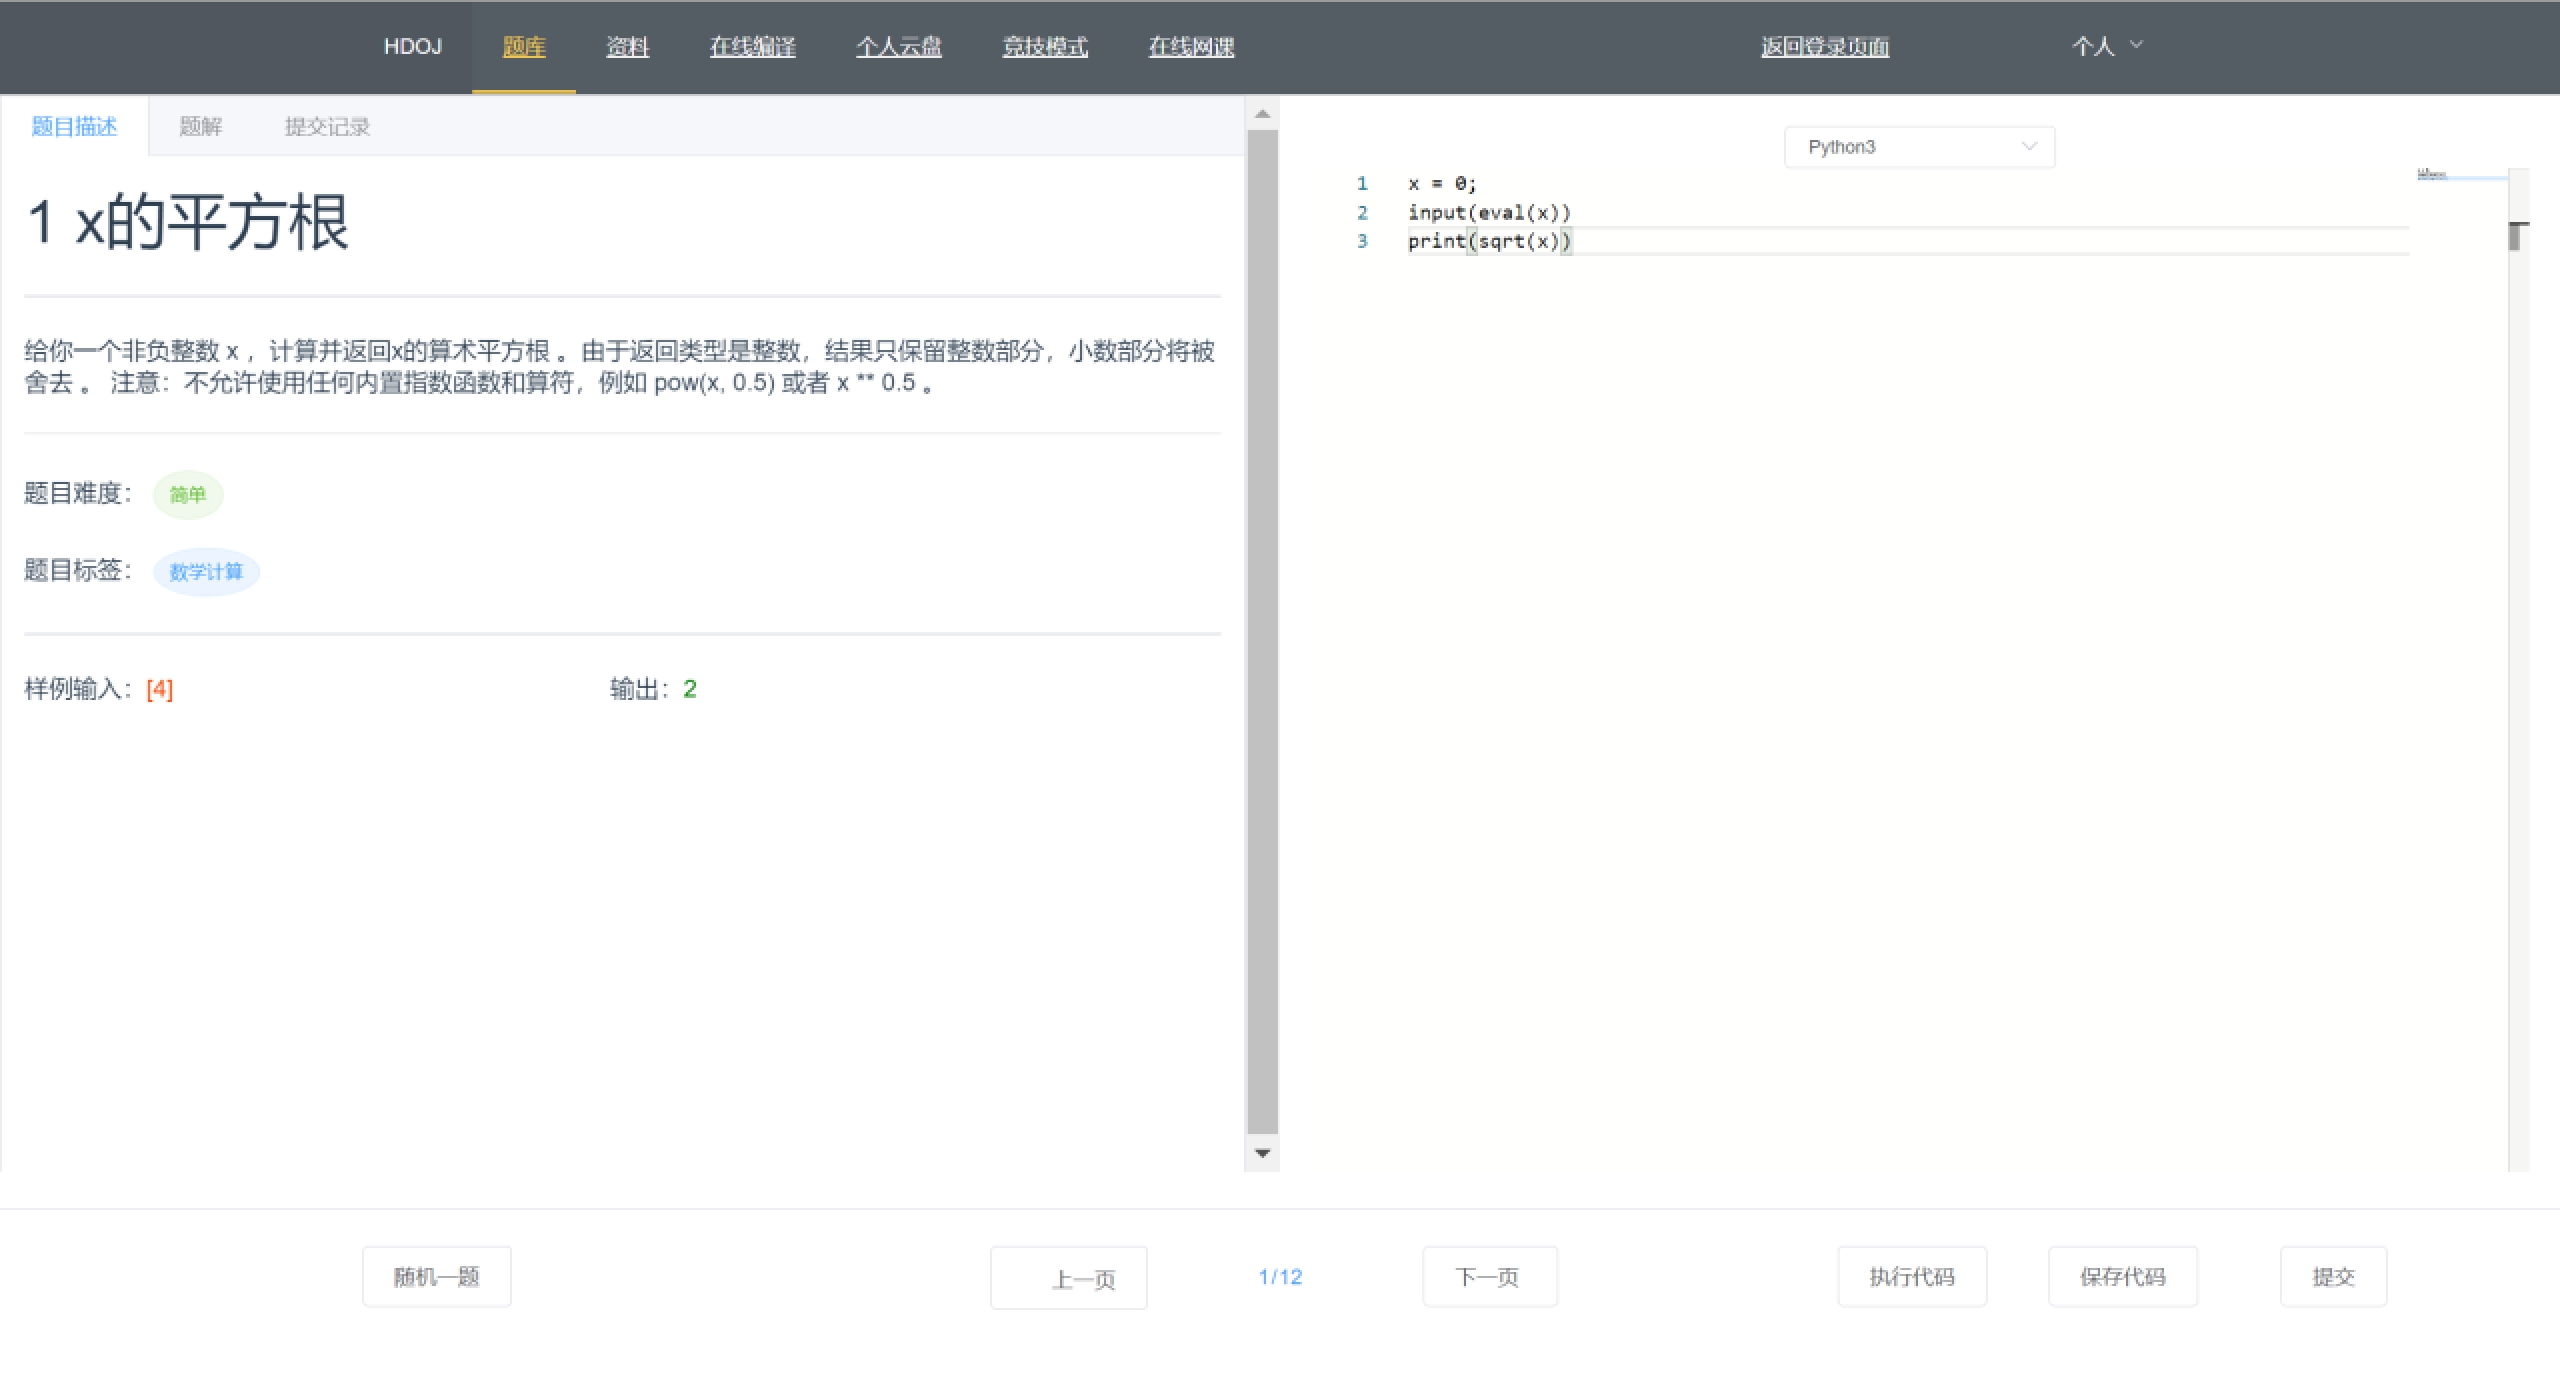 HDOJ 题库 资料 在线编译 个人云盘 竞技模式 在线网课 返回登录页面 个人
题目描述 题解 提交记录
1 x的平方根
给你一个非负整数 x ，计算并返回x的算术平方根 。由于返回类型是整数，结果只保留整数部分，小数部分将被
舍去 。 注意：不允许使用任何内置指数函数和算符，例如 pow(x, 0.5) 或者 x ** 0.5 。
题目难度： 简单
题目标签： 数学计算
样例输入：[4] 输出：2
Python3
1 x = 0;
2 input(eval(x))
3 print(sqrt(x))
随机一题 上一页 1/12 下一页 执行代码 保存代码 提交